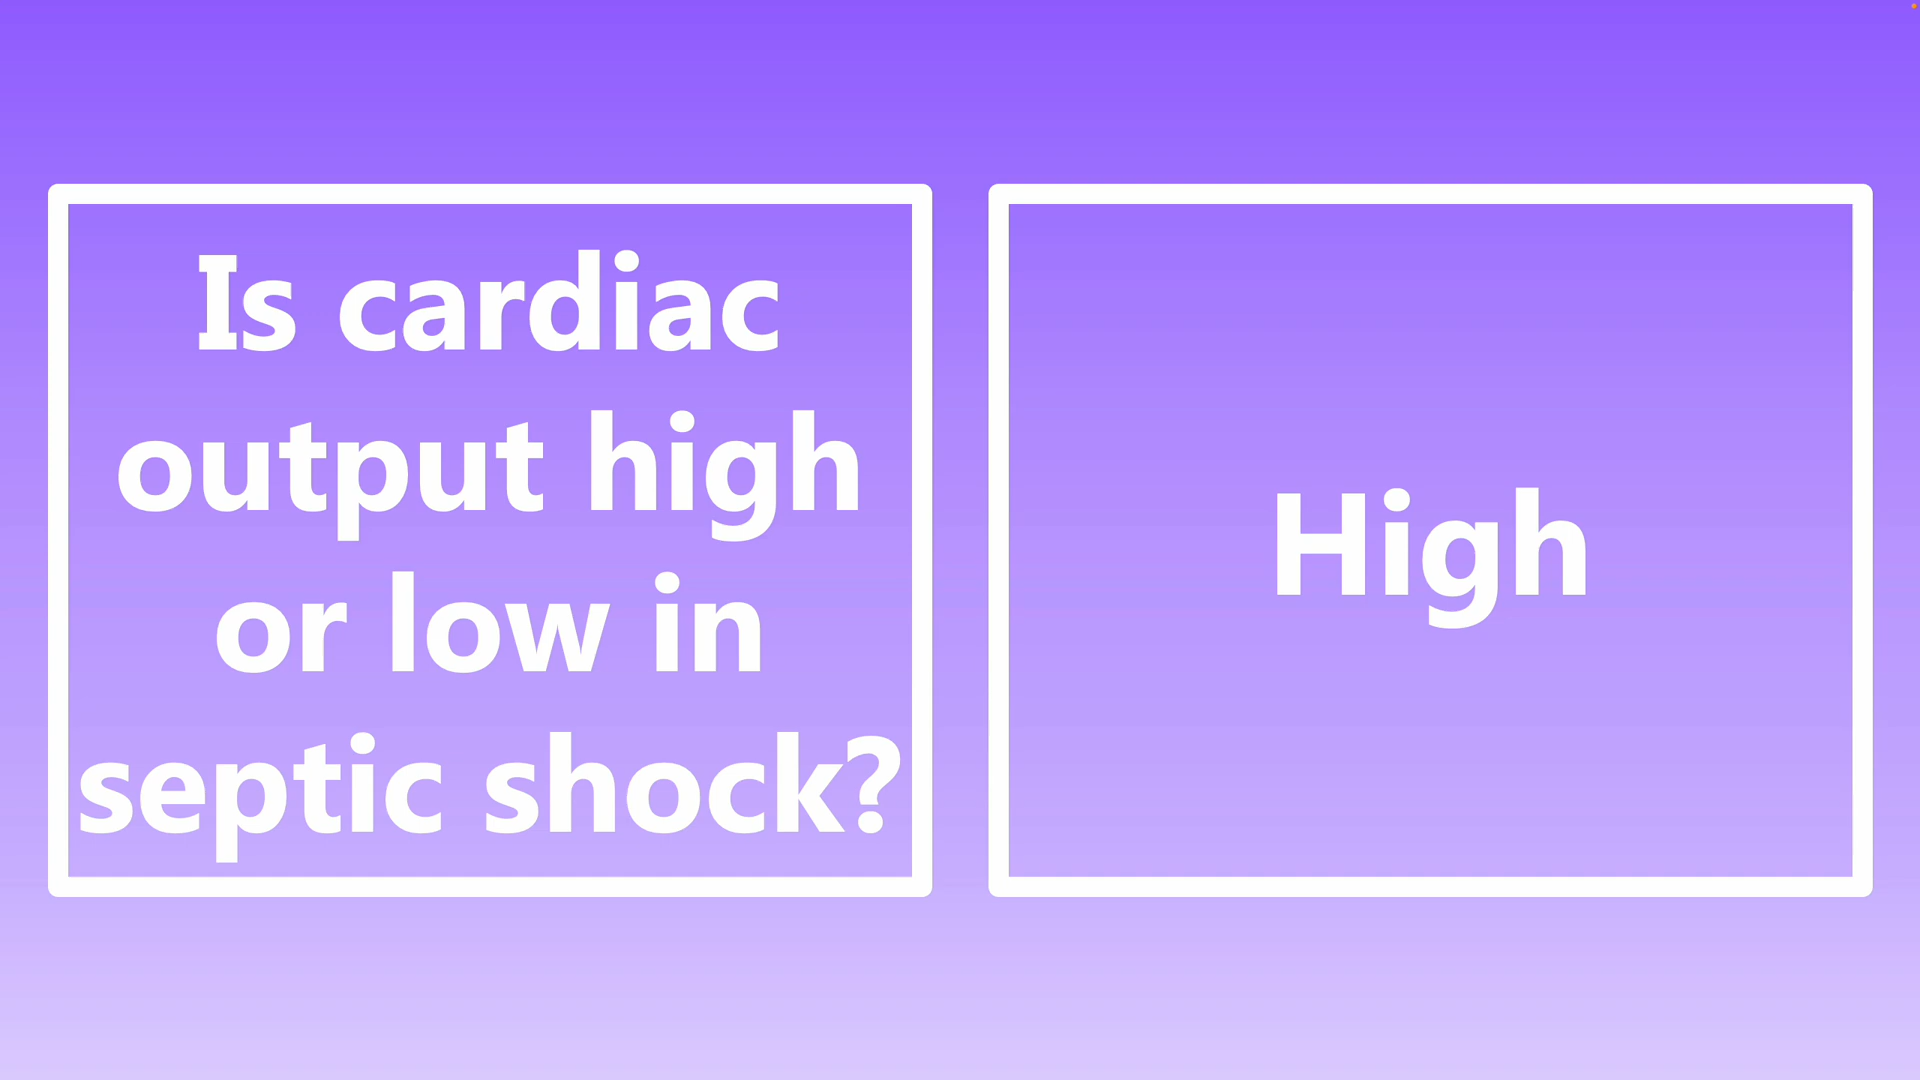 Is cardiac
output high
or low in
septic shock?
High